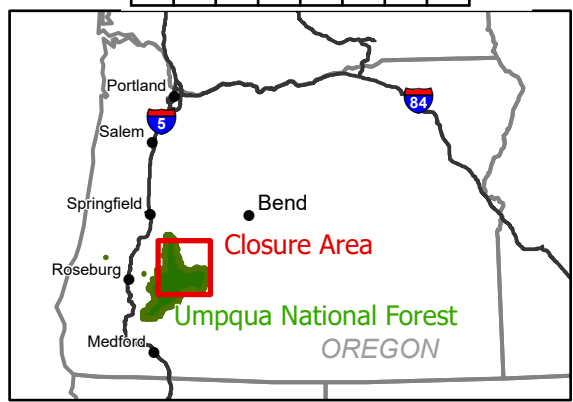 Portland
84
5
Salem
Springfield
Bend
Closure Area
Roseburg
Umpqua National Forest
Medford
OREGON